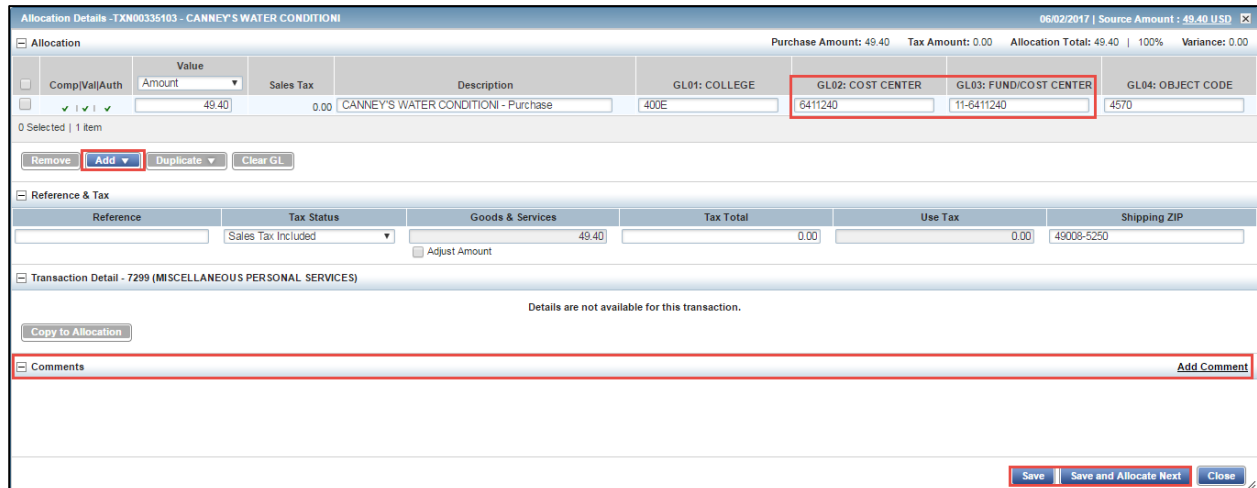 Allocation Details -TXN00335103 - CANNEY'S WATER CONDITIONI 06/02/2017 | Source Amount : 49.40 USD
Allocation Purchase Amount: 49.40 Tax Amount: 0.00 Allocation Total: 49.40 | 100% Variance: 0.00
Value
Comp|Val|Auth Amount Sales Tax Description GL01: COLLEGE GL02: COST CENTER GL03: FUND/COST CENTER GL04: OBJECT CODE
49.40 0.00 CANNEY'S WATER CONDITIONI - Purchase 400E 6411240 11-6411240 4570
0 Selected | 1 item
Remove Add Duplicate Clear GL
Reference & Tax
Reference Tax Status Goods & Services Tax Total Use Tax Shipping ZIP
Sales Tax Included 49.40 0.00 0.00 49008-5250
Adjust Amount
Transaction Detail - 7299 (MISCELLANEOUS PERSONAL SERVICES)
Details are not available for this transaction.
Copy to Allocation
Comments Add Comment
Save Save and Allocate Next Close